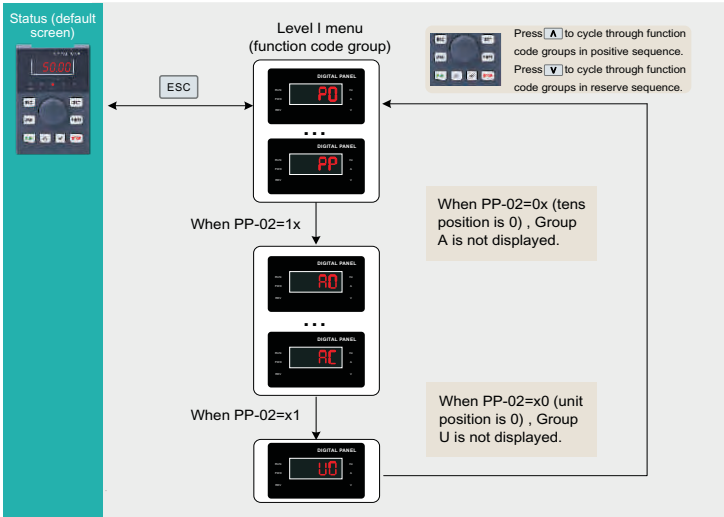 Status (default
screen)
50.00
ESC
Level I menu
(function code group)
DIGITAL PANEL
P0
...
DIGITAL PANEL
PP
When PP-02=1x
DIGITAL PANEL
A0
...
DIGITAL PANEL
AC
When PP-02=x1
DIGITAL PANEL
U0
Press ∧ to cycle through function
code groups in positive sequence.
Press ∨ to cycle through function
code groups in reserve sequence.
When PP-02=0x (tens
position is 0) , Group
A is not displayed.
When PP-02=x0 (unit
position is 0) , Group
U is not displayed.